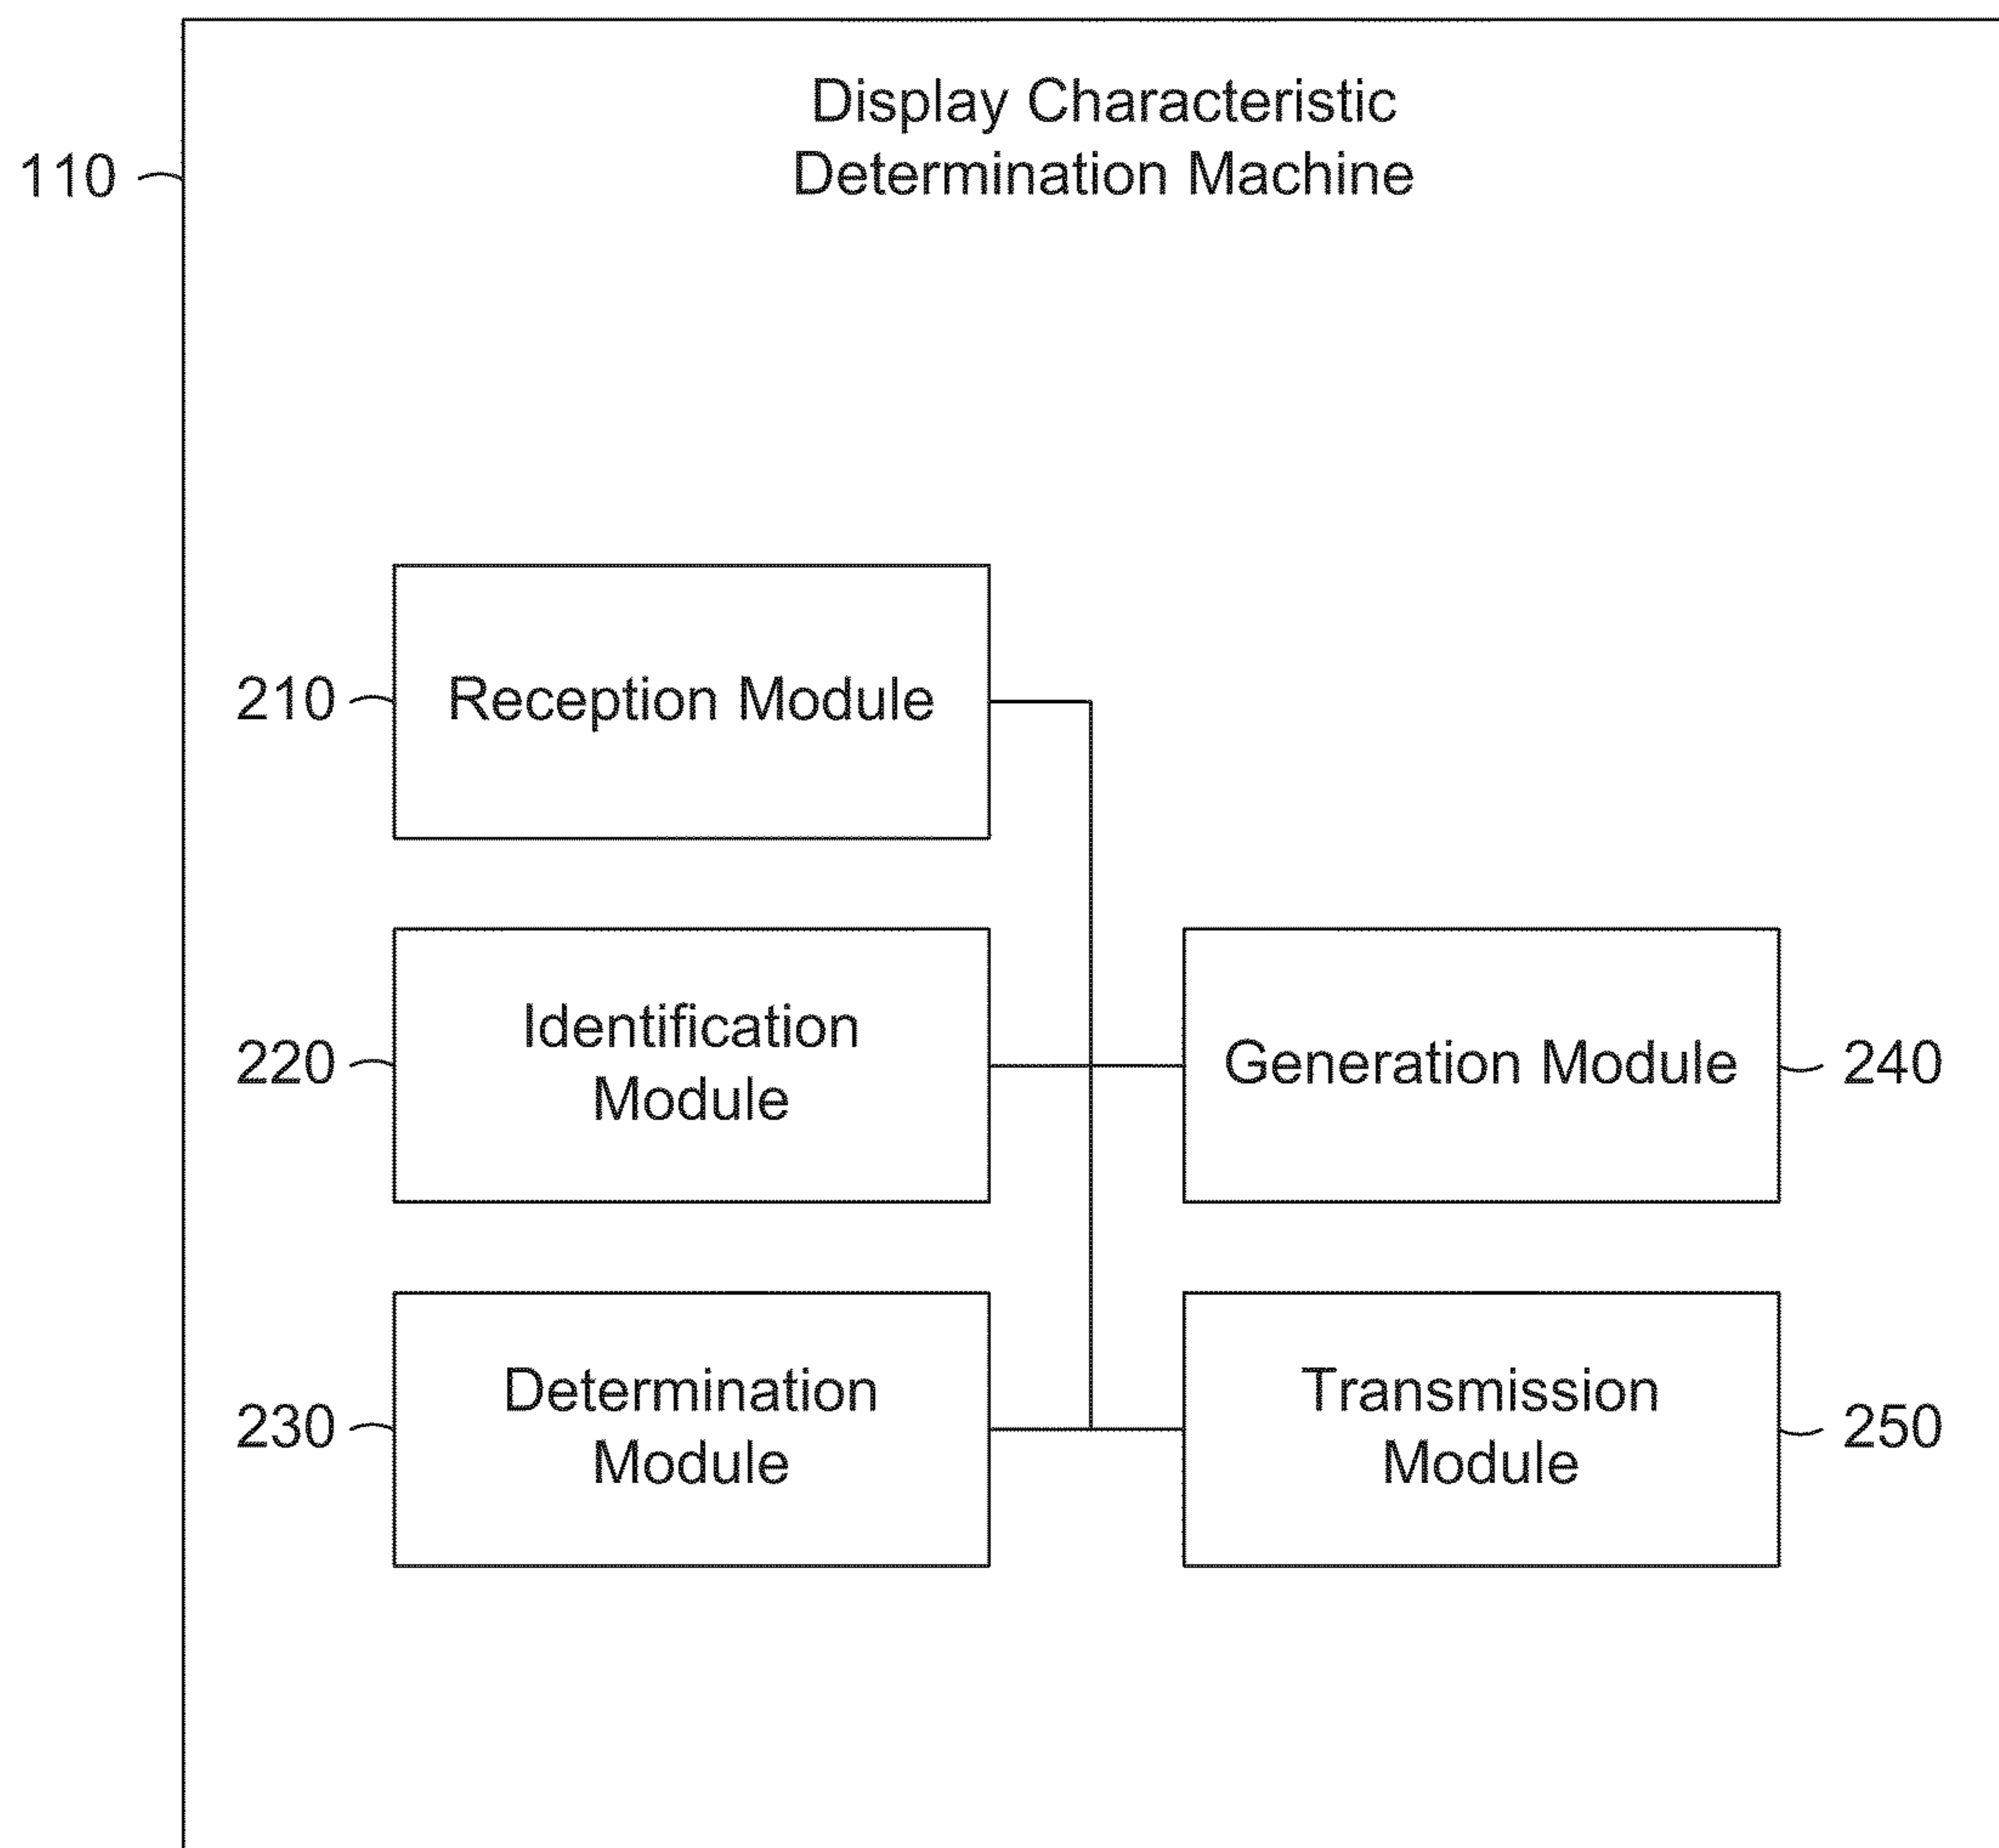 Display Characteristic
Determination Machine
110
210
Reception Module
220
Identification
Module
Generation Module
240
230
Determination
Module
Transmission
Module
250